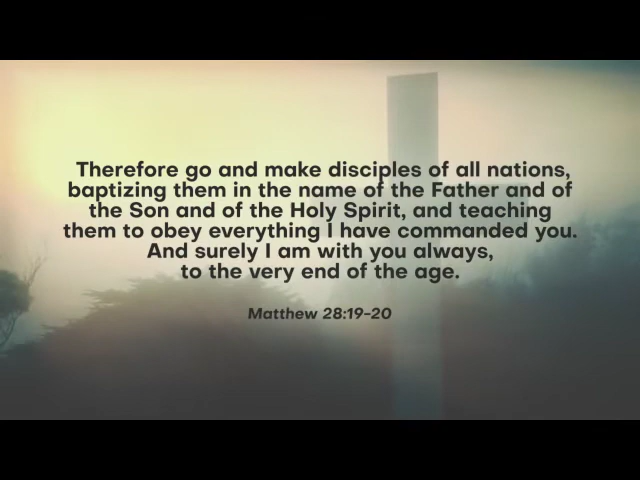 Therefore go and make disciples of all nations,
baptizing them in the name of the Father and of
the Son and of the Holy Spirit, and teaching
them to obey everything I have commanded you.
And surely I am with you always,
to the very end of the age.
Matthew 28:19-20